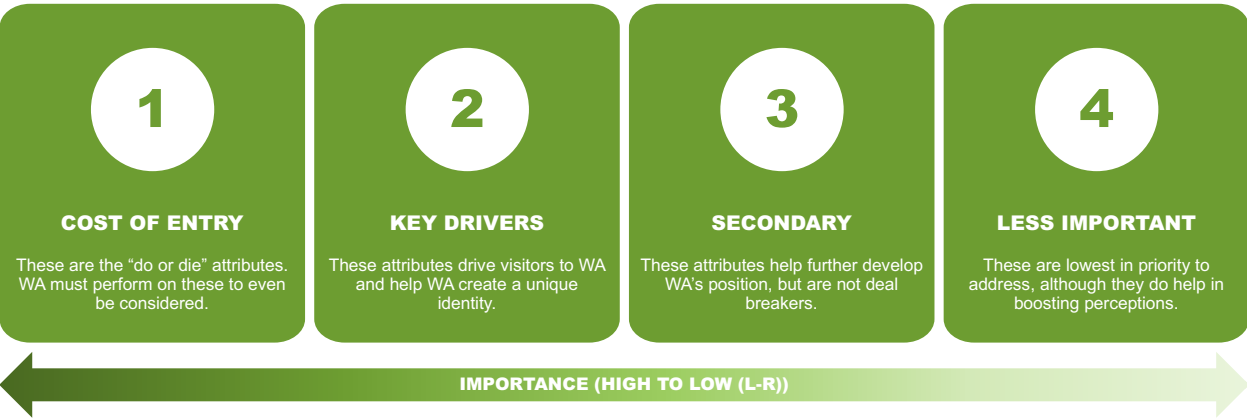 1
COST OF ENTRY
These are the “do or die” attributes.
WA must perform on these to even
be considered.
2
KEY DRIVERS
These attributes drive visitors to WA
and help WA create a unique
identity.
3
SECONDARY
These attributes help further develop
WA’s position, but are not deal
breakers.
4
LESS IMPORTANT
These are lowest in priority to
address, although they do help in
boosting perceptions.
IMPORTANCE (HIGH TO LOW (L-R))